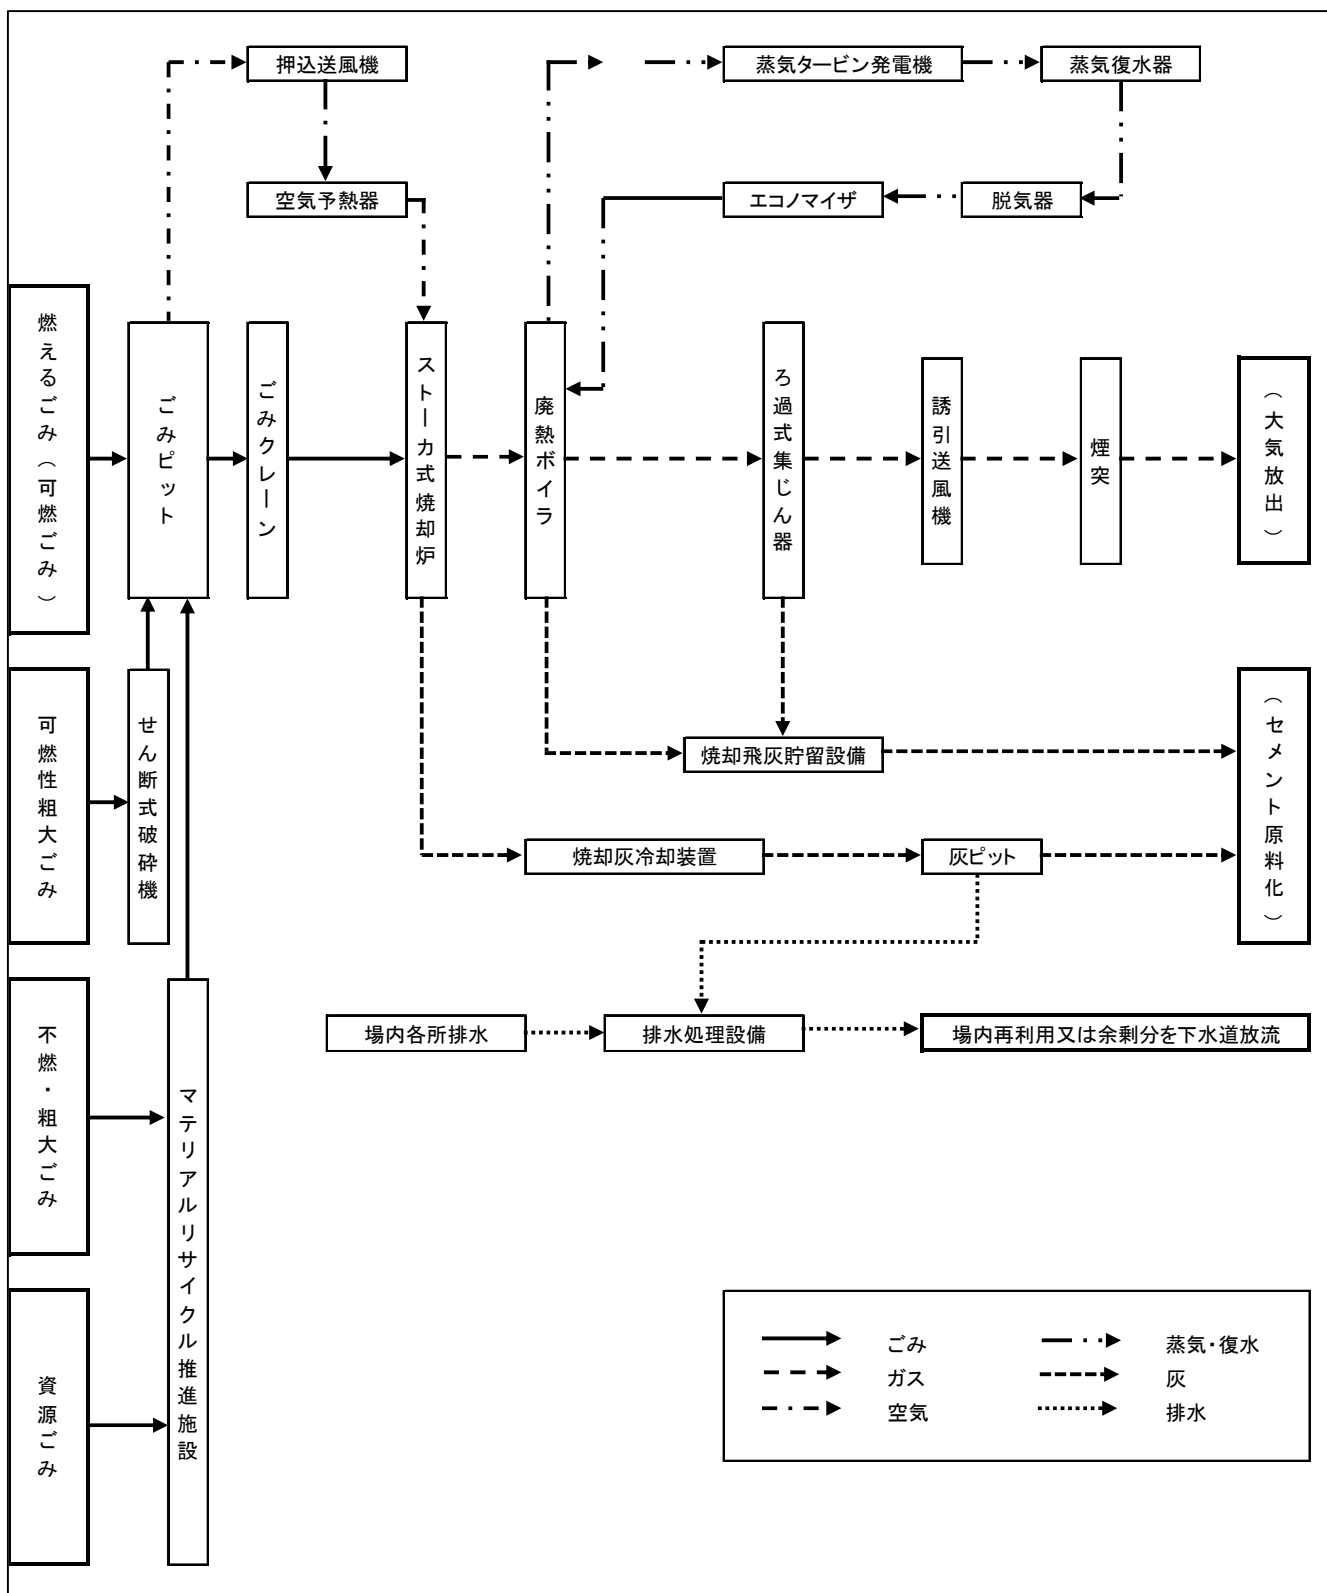 押込送風機
蒸気タービン発電機
蒸気復水器
空気予熱器
エコノマイザ
脱気器
燃えるごみ（可燃ごみ）
ごみピット
ごみクレーン
ストーカ式焼却炉
廃熱ボイラ
ろ過式集じん器
誘引送風機
煙突
（大気放出）
可燃性粗大ごみ
せん断式破砕機
焼却飛灰貯留設備
（セメント原料化）
焼却灰冷却装置
灰ピット
不燃・粗大ごみ
マテリアルリサイクル推進施設
場内各所排水
排水処理設備
場内再利用又は余剰分を下水道放流
資源ごみ
ごみ
蒸気・復水
ガス
灰
空気
排水